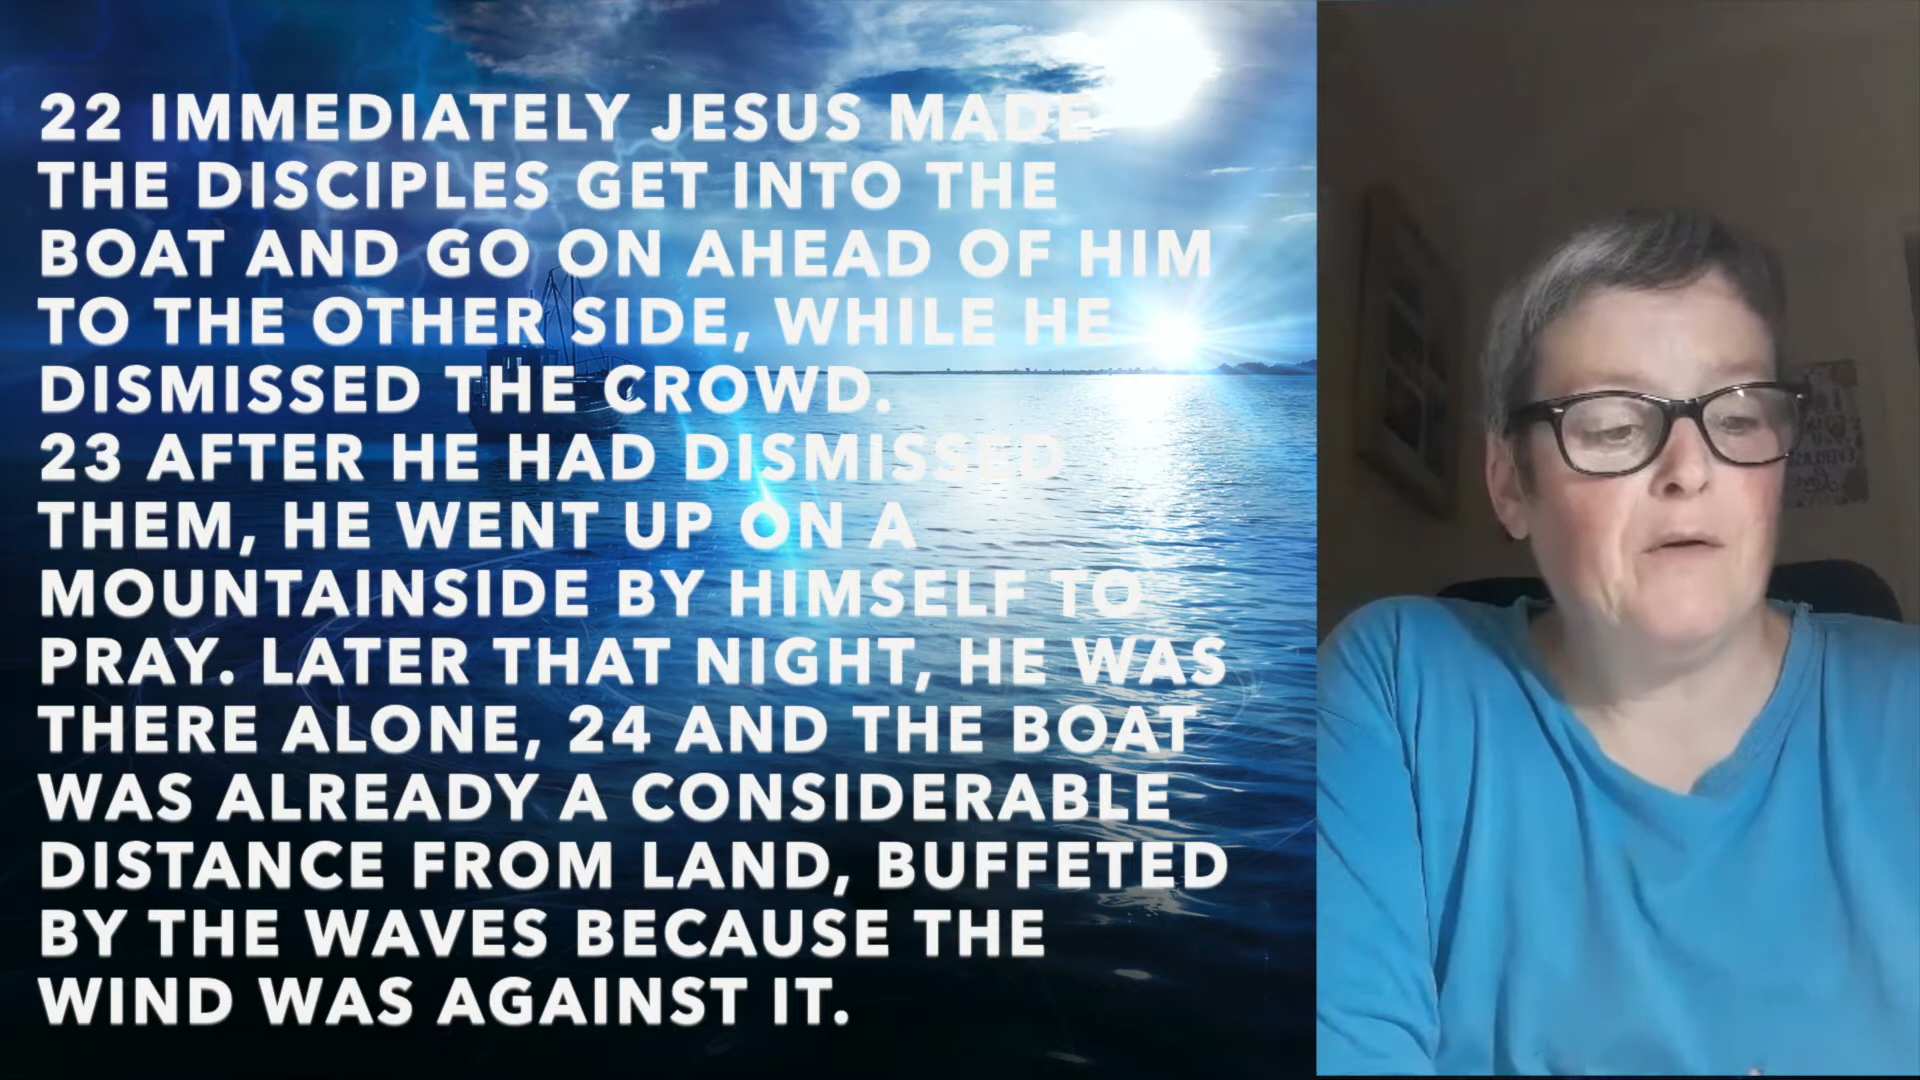 22 IMMEDIATELY JESUS MADE
THE DISCIPLES GET INTO THE
BOAT AND GO ON AHEAD OF HIM
TO THE OTHER SIDE, WHILE HE
DISMISSED THE CROWD.
23 AFTER HE HAD DISMISSED
THEM, HE WENT UP ON A
MOUNTAINSIDE BY HIMSELF TO
PRAY. LATER THAT NIGHT, HE WAS
THERE ALONE, 24 AND THE BOAT
WAS ALREADY A CONSIDERABLE
DISTANCE FROM LAND, BUFFETED
BY THE WAVES BECAUSE THE
WIND WAS AGAINST IT.